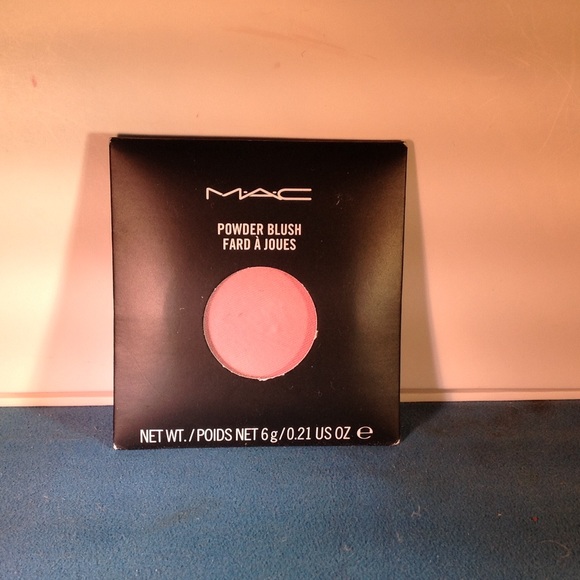 M·A·C
POWDER BLUSH
FARD À JOUES
NET WT./POIDS NET 6 g/0.21 US OZ ℮